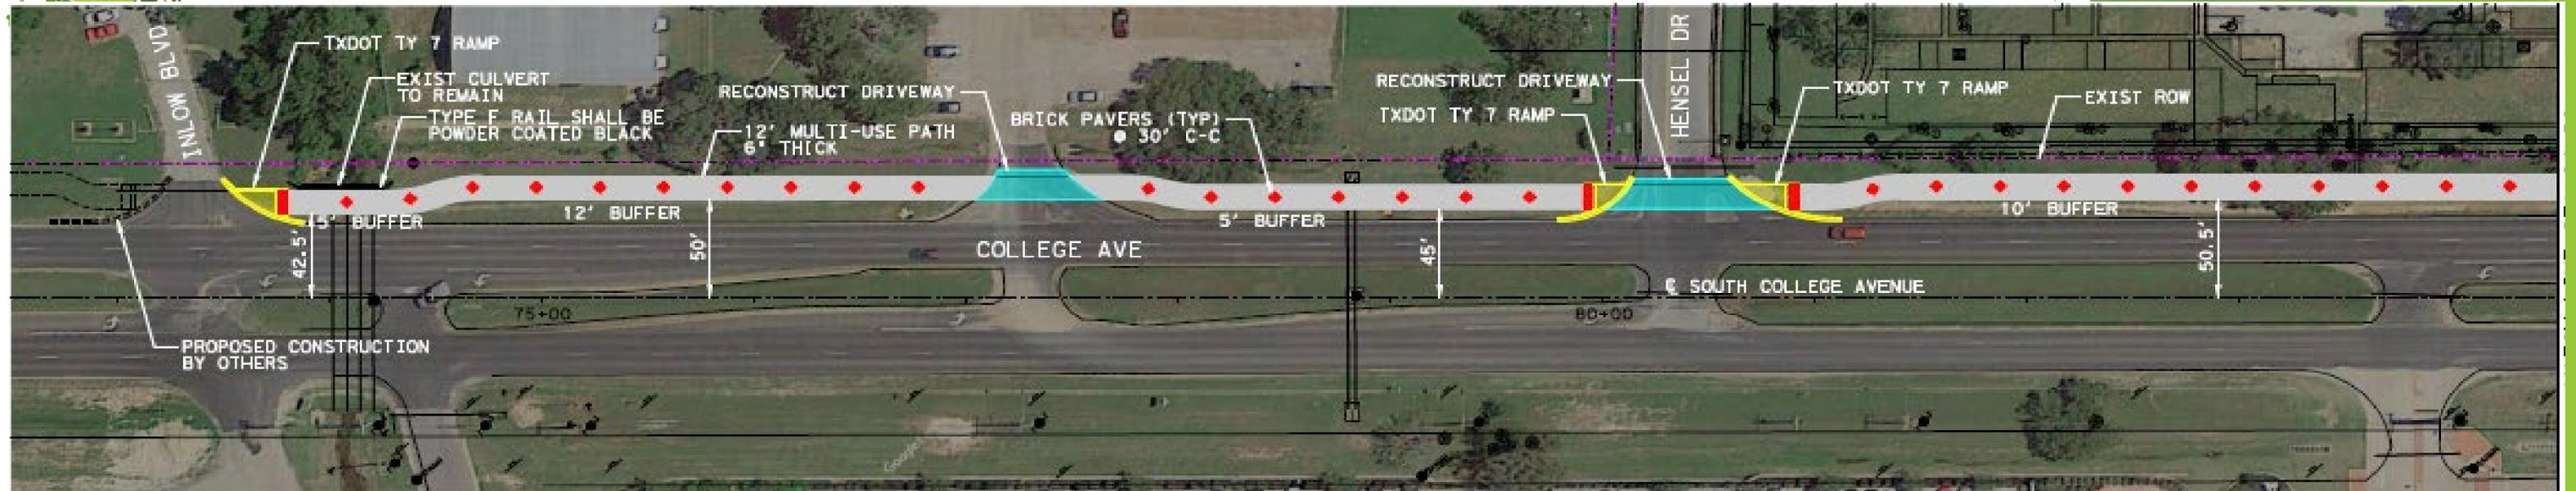 INLOW BLVD
TXDOT TY 7 RAMP
EXIST CULVERT
TO REMAIN
TYPE F RAIL SHALL BE
POWDER COATED BLACK
RECONSTRUCT DRIVEWAY
12' MULTI-USE PATH
6" THICK
BRICK PAVERS (TYP)
@ 30' C-C
RECONSTRUCT DRIVEWAY
TXDOT TY 7 RAMP
HENSEL DR
TXDOT TY 7 RAMP
EXIST ROW
15' BUFFER
12' BUFFER
5' BUFFER
10' BUFFER
42.5'
50'
COLLEGE AVE
45'
50.5'
℄ SOUTH COLLEGE AVENUE
75+00
80+00
PROPOSED CONSTRUCTION
BY OTHERS
Google